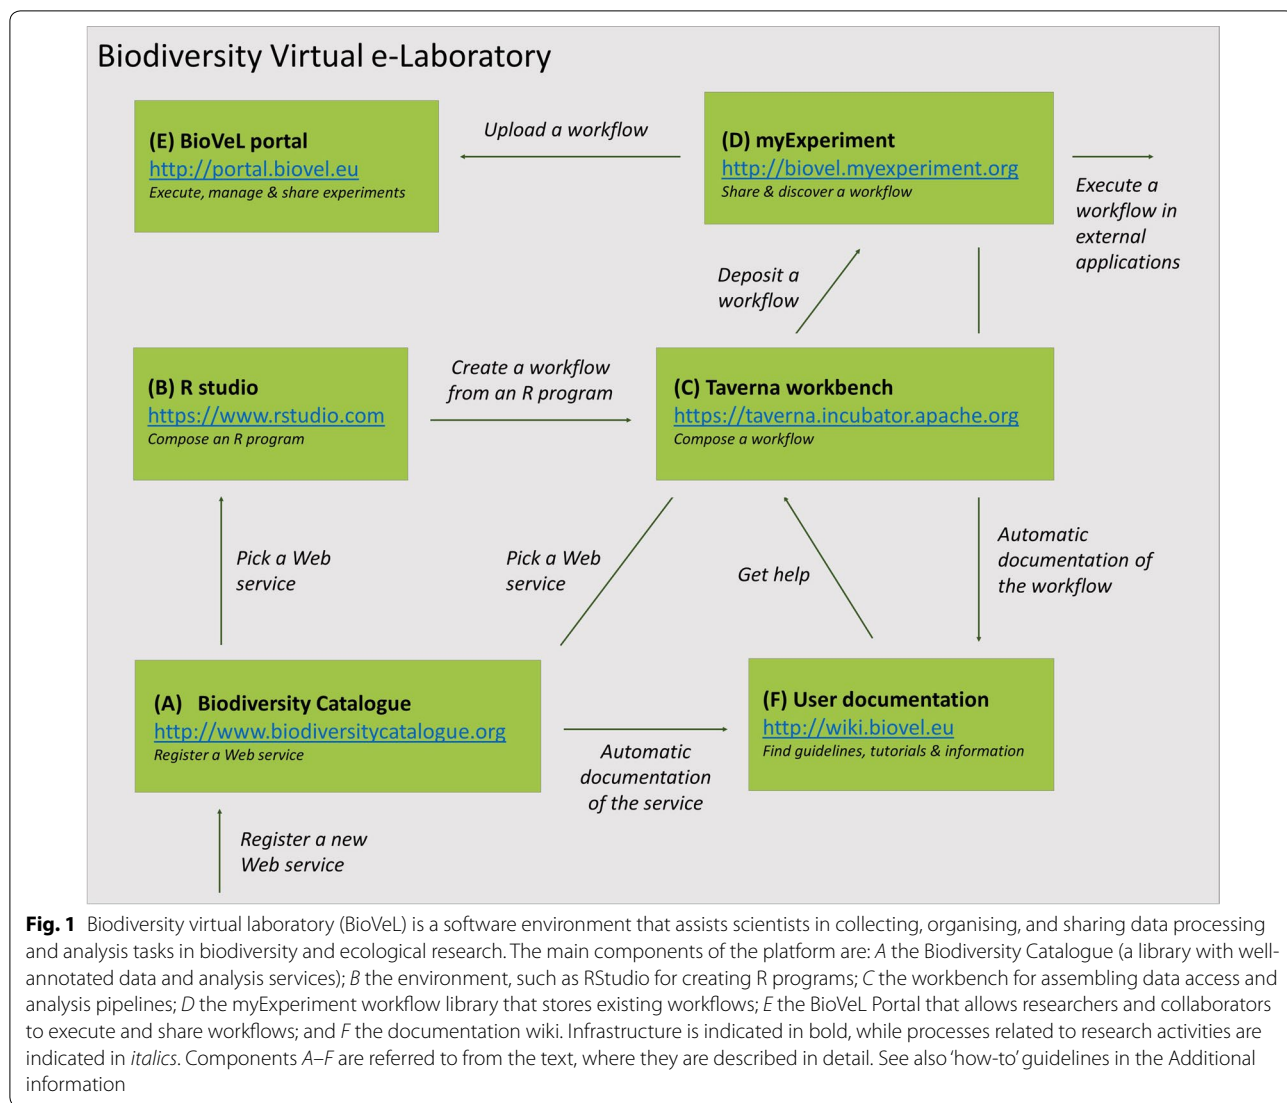 Biodiversity Virtual e-Laboratory
(E) BioVeL portal
http://portal.biovel.eu
Execute, manage & share experiments
Upload a workflow
(D) myExperiment
http://biovel.myexperiment.org
Share & discover a workflow
Execute a
workflow in
external
applications
Deposit a
workflow
(B) R studio
https://www.rstudio.com
Compose an R program
Create a workflow
from an R program
(C) Taverna workbench
https://taverna.incubator.apache.org
Compose a workflow
Pick a Web
service
Pick a Web
service
Get help
Automatic
documentation of
the workflow
(A) Biodiversity Catalogue
http://www.biodiversitycatalogue.org
Register a Web service
Automatic
documentation
of the service
(F) User documentation
http://wiki.biovel.eu
Find guidelines, tutorials & information
Register a new
Web service
Fig. 1 Biodiversity virtual laboratory (BioVeL) is a software environment that assists scientists in collecting, organising, and sharing data processing
and analysis tasks in biodiversity and ecological research. The main components of the platform are: A the Biodiversity Catalogue (a library with well-
annotated data and analysis services); B the environment, such as RStudio for creating R programs; C the workbench for assembling data access and
analysis pipelines; D the myExperiment workflow library that stores existing workflows; E the BioVeL Portal that allows researchers and collaborators
to execute and share workflows; and F the documentation wiki. Infrastructure is indicated in bold, while processes related to research activities are
indicated in italics. Components A–F are referred to from the text, where they are described in detail. See also ‘how-to’ guidelines in the Additional
information